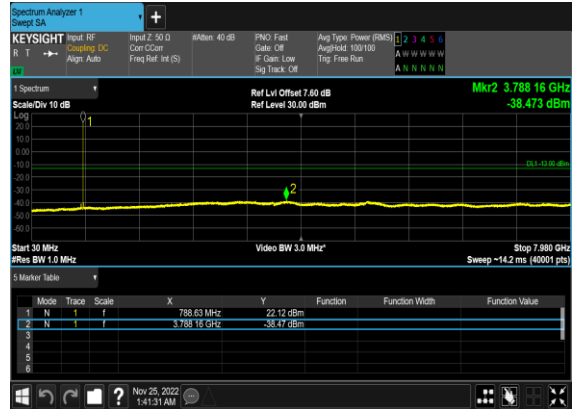 Spectrum Analyzer 1
Swept SA
+
KEYSIGHT Input: RF Input Z: 50 Ω #Atten: 40 dB PNO: Fast Avg Type: Power (RMS) 1 2 3 4 5 6
R T Coupling: DC Corr CCorr Gate: Off Avg|Hold: 100/100 A W W W W W
Align: Auto Freq Ref: Int (S) IF Gain: Low Trig: Free Run
Sig Track: Off A N N N N N
1 Spectrum Ref Lvl Offset 7.60 dB Mkr2 3.788 16 GHz
Scale/Div 10 dB Ref Level 30.00 dBm -38.473 dBm
Log
1
20.0
10.0
0.00
-10.0
DL1 -13.00 dBm
-20.0
-30.0
2
-40.0
-50.0
-60.0
Start 30 MHz Video BW 3.0 MHz* Stop 7.980 GHz
#Res BW 1.0 MHz Sweep ~14.2 ms (40001 pts)
5 Marker Table
Mode Trace Scale X Y Function Function Width Function Value
1 N 1 f 788.63 MHz 22.12 dBm
2 N 1 f 3.788 16 GHz -38.47 dBm
3
4
5
6
? Nov 25, 2022
1:41:31 AM